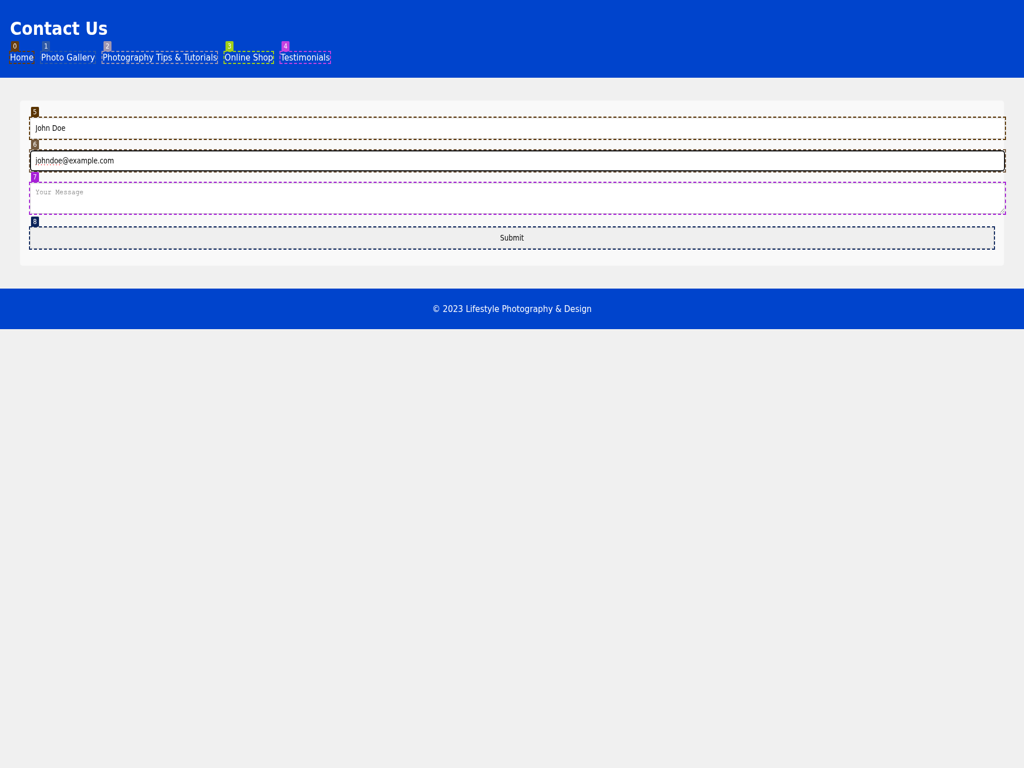 Contact Us
0 1 2 3 4
Home Photo Gallery Photography Tips & Tutorials Online Shop Testimonials
5
John Doe
6
johndoe@example.com
7
Your Message
8
Submit
© 2023 Lifestyle Photography & Design